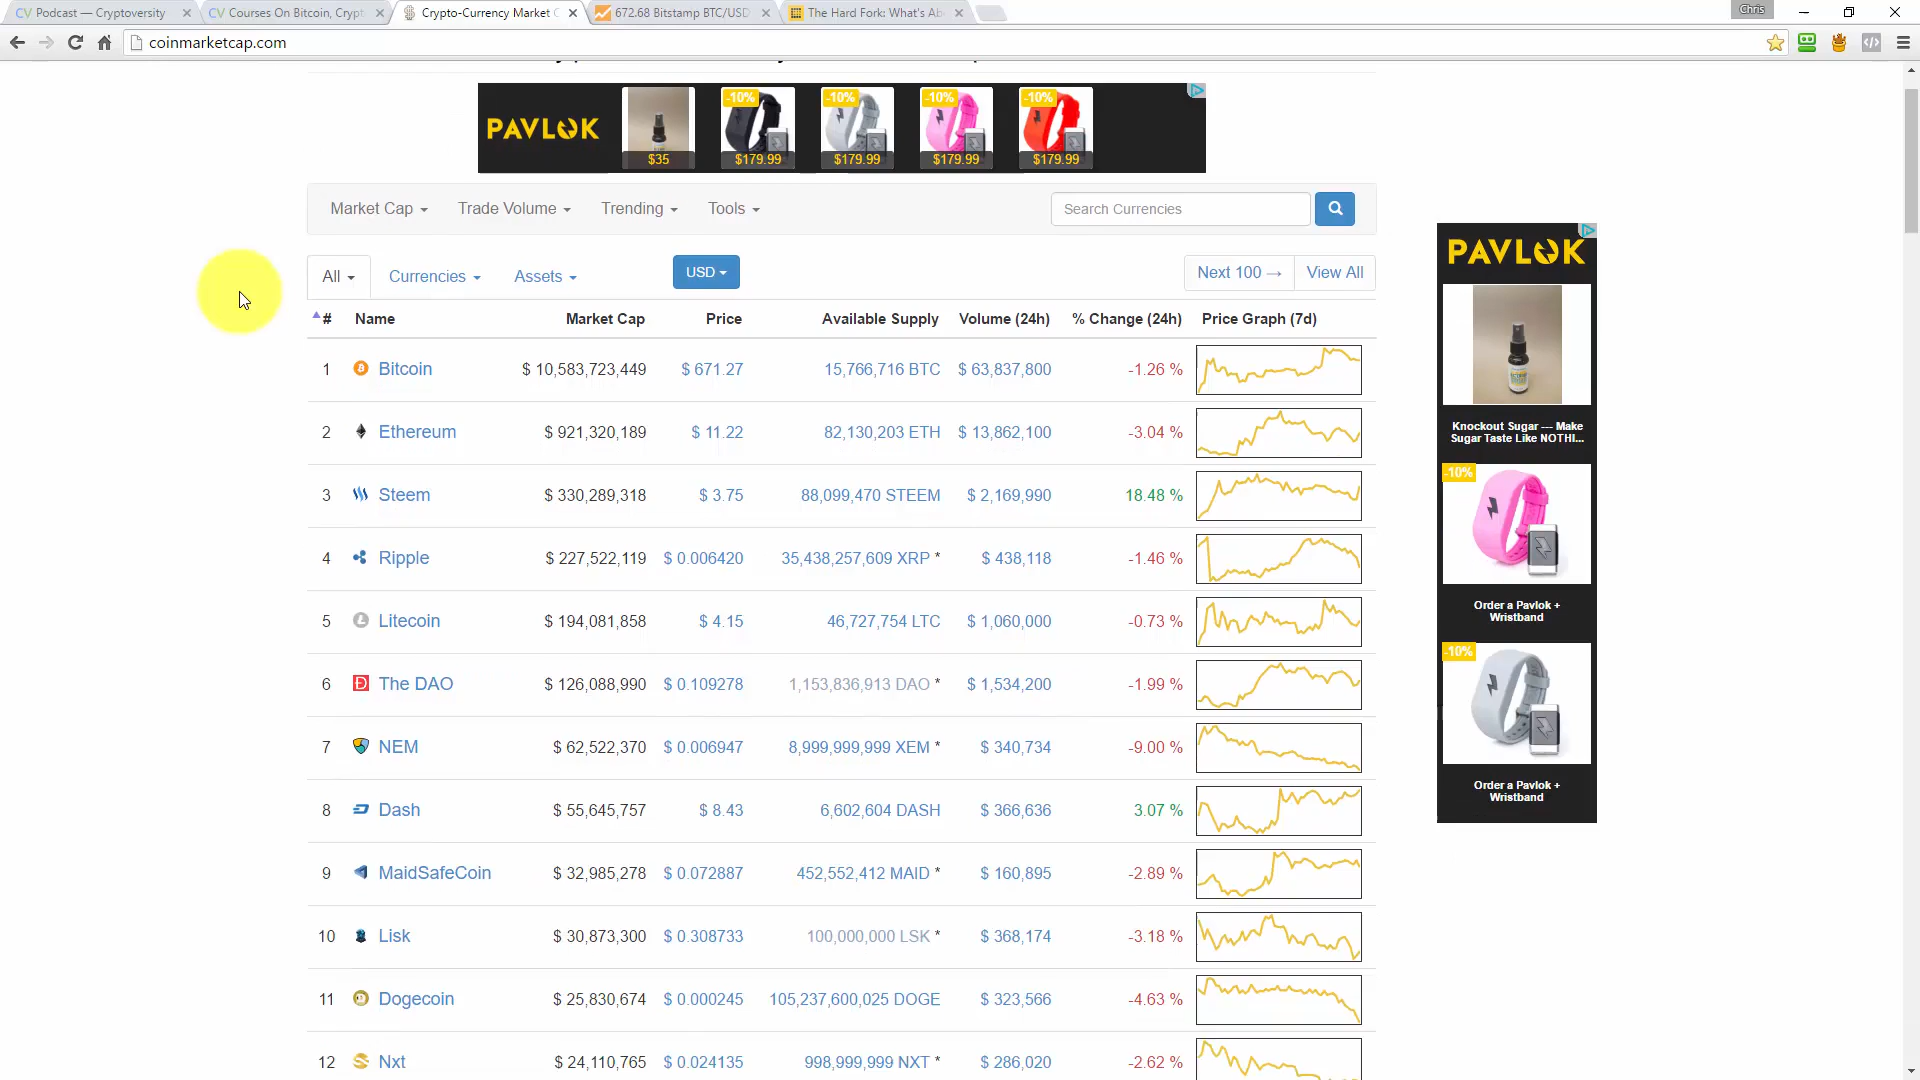 CV Podcast — Cryptoversity
CV Courses On Bitcoin, Crypt
Crypto-Currency Market C
672.68 Bitstamp BTC/USD
The Hard Fork: What's Ab
Chris
coinmarketcap.com
PAVLOK
$35
-10% $179.99
-10% $179.99
-10% $179.99
-10% $179.99
Market Cap
Trade Volume
Trending
Tools
Search Currencies
All
Currencies
Assets
USD
Next 100 →
View All
# Name Market Cap Price Available Supply Volume (24h) % Change (24h) Price Graph (7d)
1 Bitcoin $ 10,583,723,449 $ 671.27 15,766,716 BTC $ 63,837,800 -1.26 %
2 Ethereum $ 921,320,189 $ 11.22 82,130,203 ETH $ 13,862,100 -3.04 %
3 Steem $ 330,289,318 $ 3.75 88,099,470 STEEM $ 2,169,990 18.48 %
4 Ripple $ 227,522,119 $ 0.006420 35,438,257,609 XRP * $ 438,118 -1.46 %
5 Litecoin $ 194,081,858 $ 4.15 46,727,754 LTC $ 1,060,000 -0.73 %
6 The DAO $ 126,088,990 $ 0.109278 1,153,836,913 DAO * $ 1,534,200 -1.99 %
7 NEM $ 62,522,370 $ 0.006947 8,999,999,999 XEM * $ 340,734 -9.00 %
8 Dash $ 55,645,757 $ 8.43 6,602,604 DASH $ 366,636 3.07 %
9 MaidSafeCoin $ 32,985,278 $ 0.072887 452,552,412 MAID * $ 160,895 -2.89 %
10 Lisk $ 30,873,300 $ 0.308733 100,000,000 LSK * $ 368,174 -3.18 %
11 Dogecoin $ 25,830,674 $ 0.000245 105,237,600,025 DOGE $ 323,566 -4.63 %
12 Nxt $ 24,110,765 $ 0.024135 998,999,999 NXT * $ 286,020 -2.62 %
PAVLOK
Knockout Sugar --- Make
Sugar Taste Like NOTHI...
-10%
Order a Pavlok +
Wristband
-10%
Order a Pavlok +
Wristband